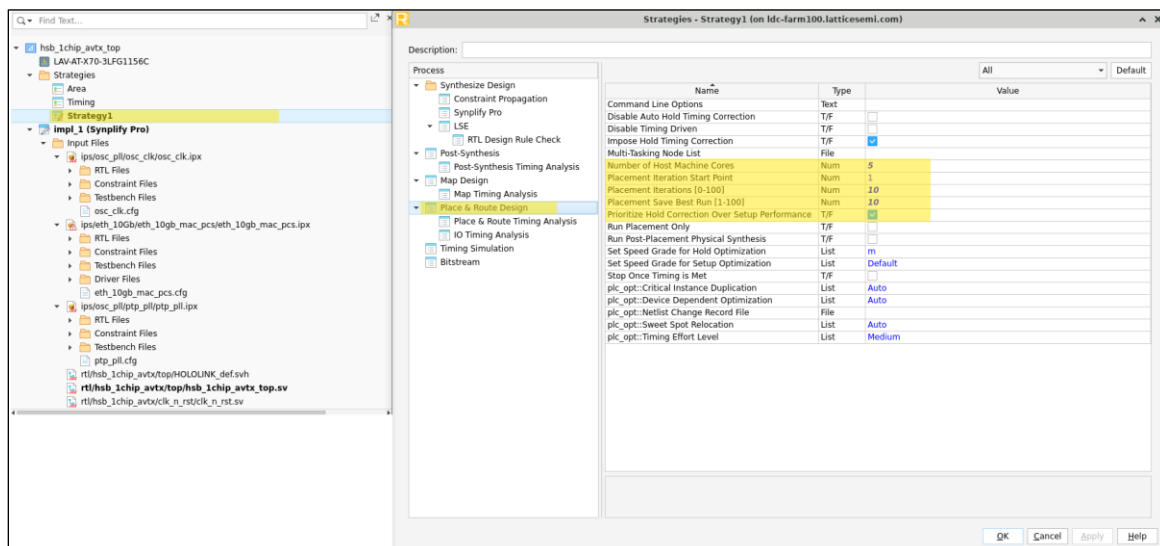 Find Text...
hsb_1chip_avtx_top
LAV-AT-X70-3LFG1156C
Strategies
Area
Timing
Strategy1
impl_1 (Synplify Pro)
Input Files
ips/osc_pll/osc_clk/osc_clk.ipx
RTL Files
Constraint Files
Testbench Files
osc_clk.cfg
ips/eth_10Gb/eth_10gb_mac_pcs/eth_10gb_mac_pcs.ipx
RTL Files
Constraint Files
Testbench Files
Driver Files
eth_10gb_mac_pcs.cfg
ips/osc_pll/ptp_pll/ptp_pll.ipx
RTL Files
Constraint Files
Testbench Files
ptp_pll.cfg
rtl/hsb_1chip_avtx/top/HOLOLINK_def.svh
rtl/hsb_1chip_avtx/top/hsb_1chip_avtx_top.sv
rtl/hsb_1chip_avtx/clk_n_rst/clk_n_rst.sv
Strategies - Strategy1 (on ldc-farm100.latticesemi.com)
Description:
Process
Synthesize Design
Constraint Propagation
Synplify Pro
LSE
RTL Design Rule Check
Post-Synthesis
Post-Synthesis Timing Analysis
Map Design
Map Timing Analysis
Place & Route Design
Place & Route Timing Analysis
IO Timing Analysis
Timing Simulation
Bitstream
All Default
Name Type Value
Command Line Options Text
Disable Auto Hold Timing Correction T/F
Disable Timing Driven T/F
Impose Hold Timing Correction T/F
Multi-Tasking Node List File
Number of Host Machine Cores Num 5
Placement Iteration Start Point Num 1
Placement Iterations [0-100] Num 10
Placement Save Best Run [1-100] Num 10
Prioritize Hold Correction Over Setup Performance T/F
Run Placement Only T/F
Run Post-Placement Physical Synthesis T/F
Set Speed Grade for Hold Optimization List m
Set Speed Grade for Setup Optimization List Default
Stop Once Timing is Met T/F
plc_opt::Critical Instance Duplication List Auto
plc_opt::Device Dependent Optimization List Auto
plc_opt::Netlist Change Record File File
plc_opt::Sweet Spot Relocation List Auto
plc_opt::Timing Effort Level List Medium
OK Cancel Apply Help